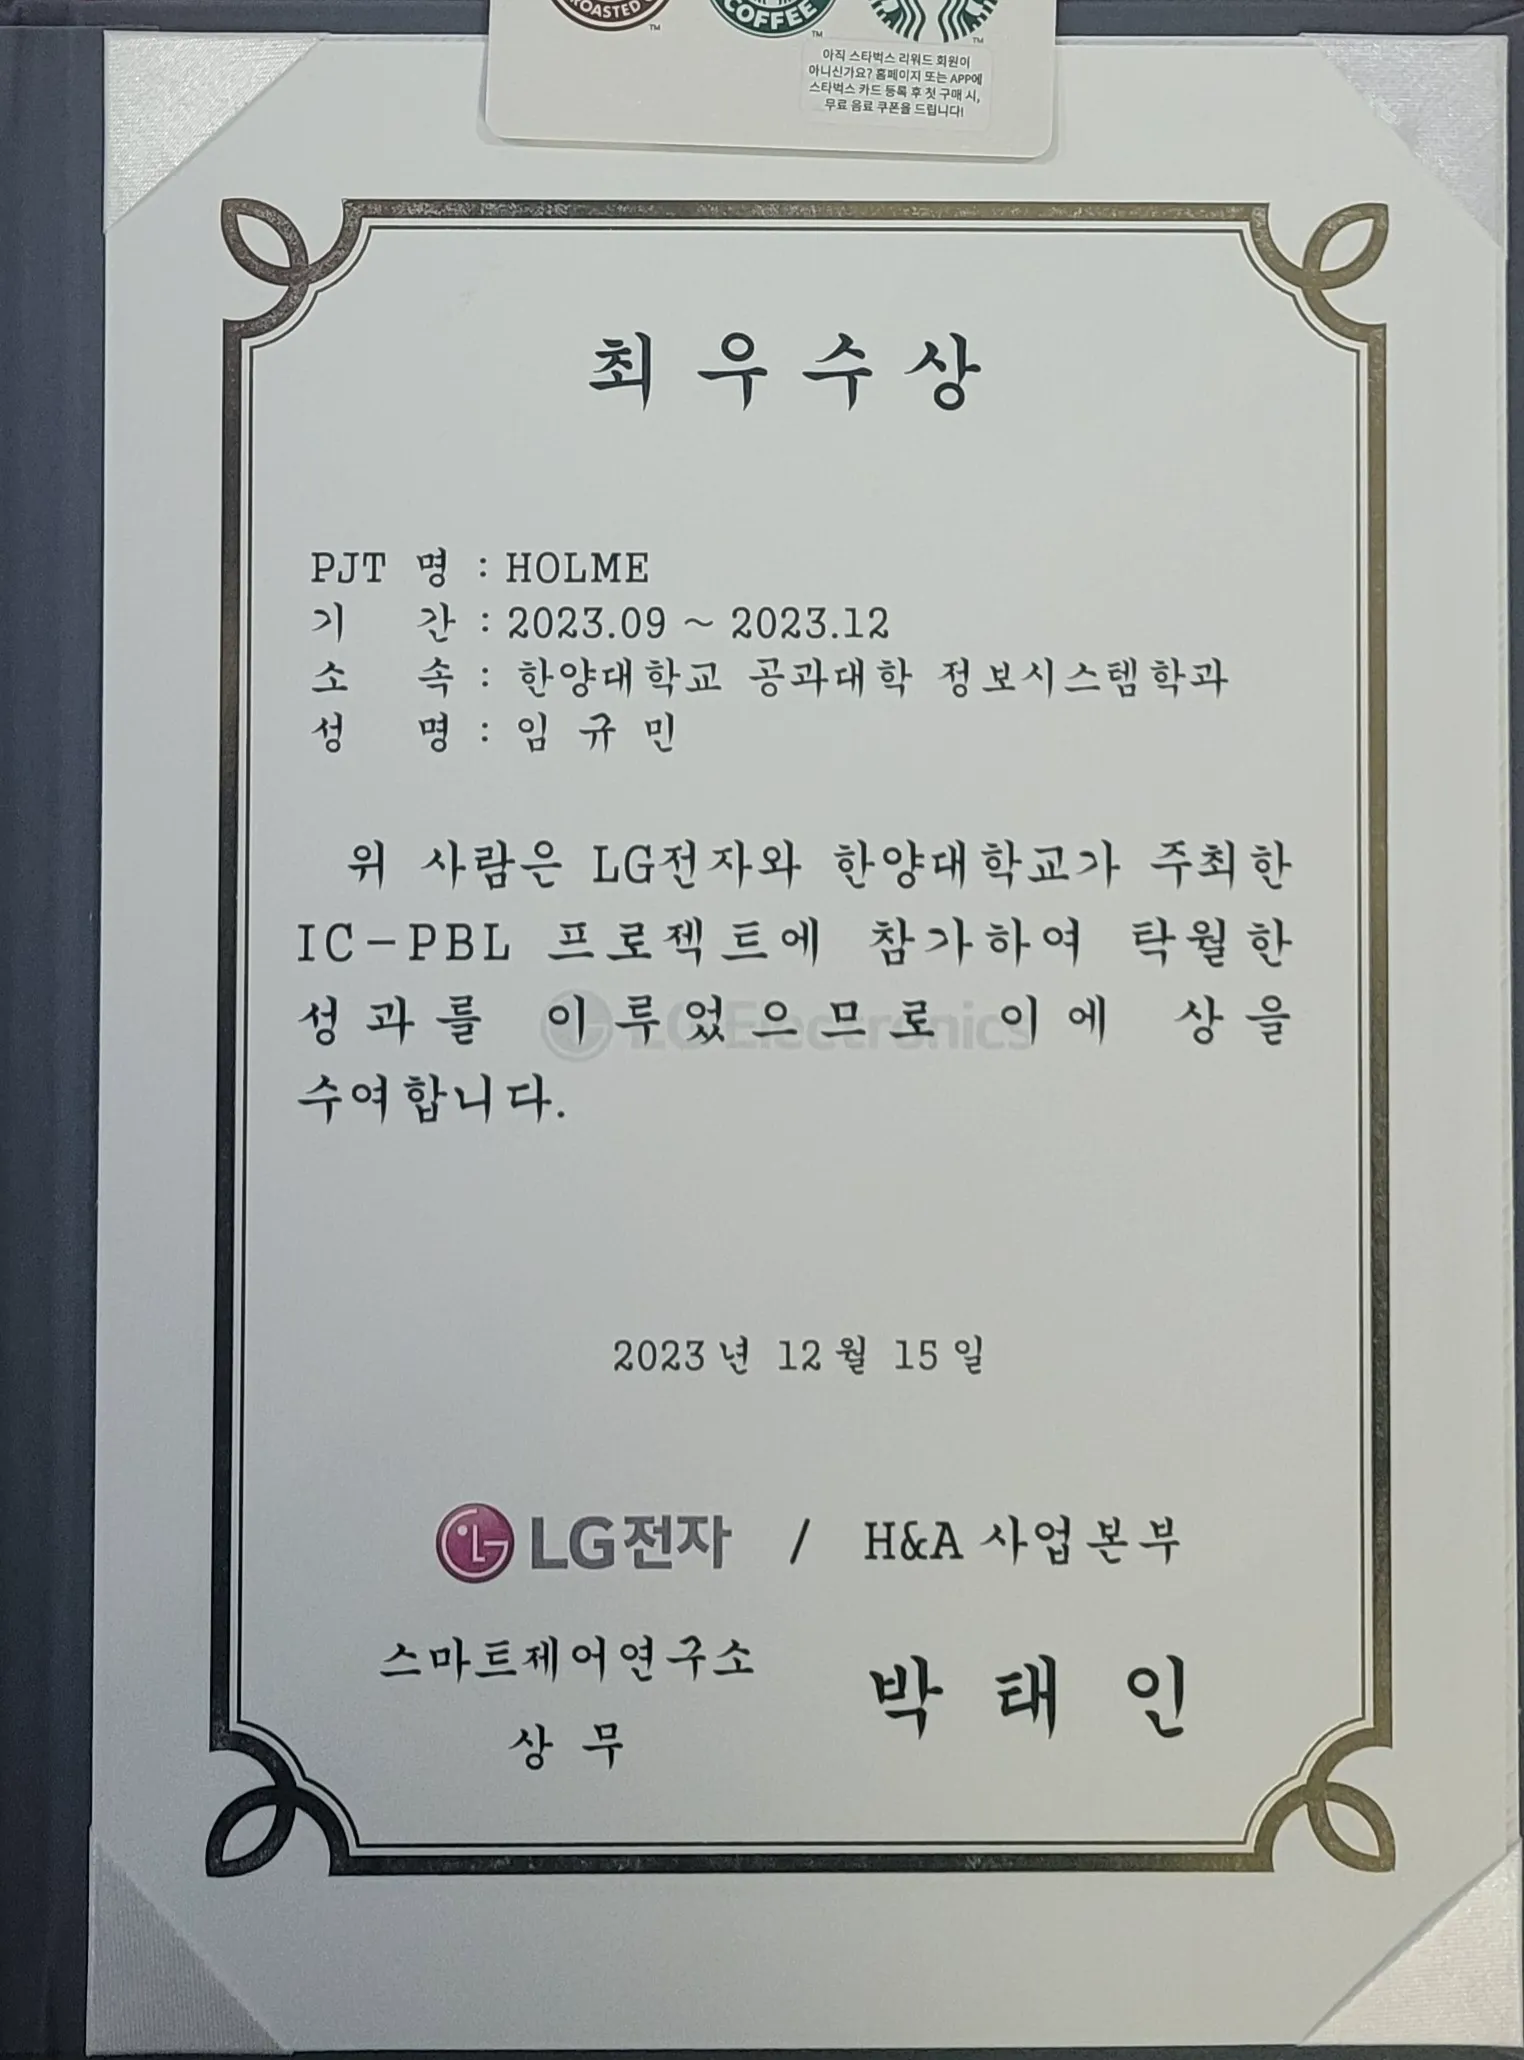 ROASTED
TM
COFFEE
TM
TM
아직 스타벅스 리워드 회원이
아니신가요? 홈페이지 또는 APP에
스타벅스 카드 등록 후 첫 구매 시,
무료 음료 쿠폰을 드립니다!
최 우 수 상
PJT 명 : HOLME
기 간 : 2023.09 ~ 2023.12
소 속 : 한양대학교 공과대학 정보시스템학과
성 명 : 임 규 민
위 사람은 LG전자와 한양대학교가 주최한
IC-PBL 프로젝트에 참가하여 탁월한
성과를 이루었으므로 이에 상을
LG Electronics
수여합니다.
2023년 12월 15일
LG전자 / H&A 사업본부
스마트제어연구소
박 태 인
상 무